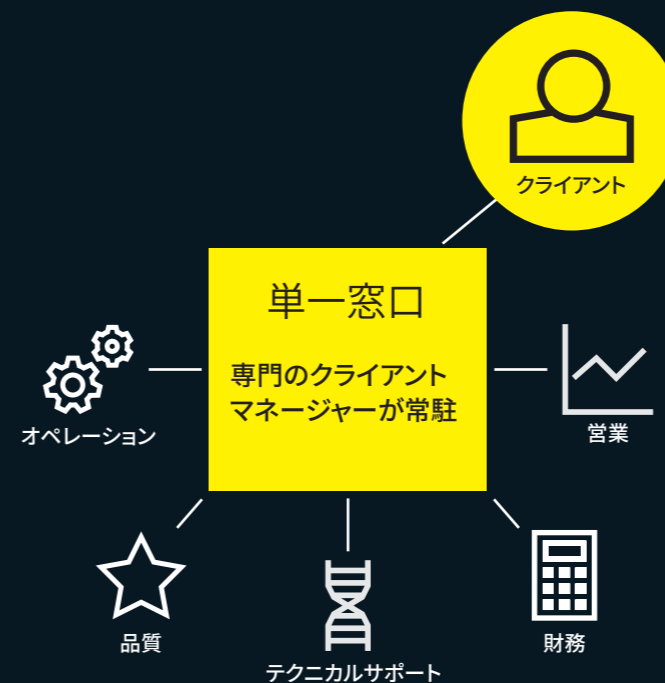 クライアント
単一窓口
専門のクライアント
マネージャーが常駐
オペレーション
営業
品質
テクニカルサポート
財務